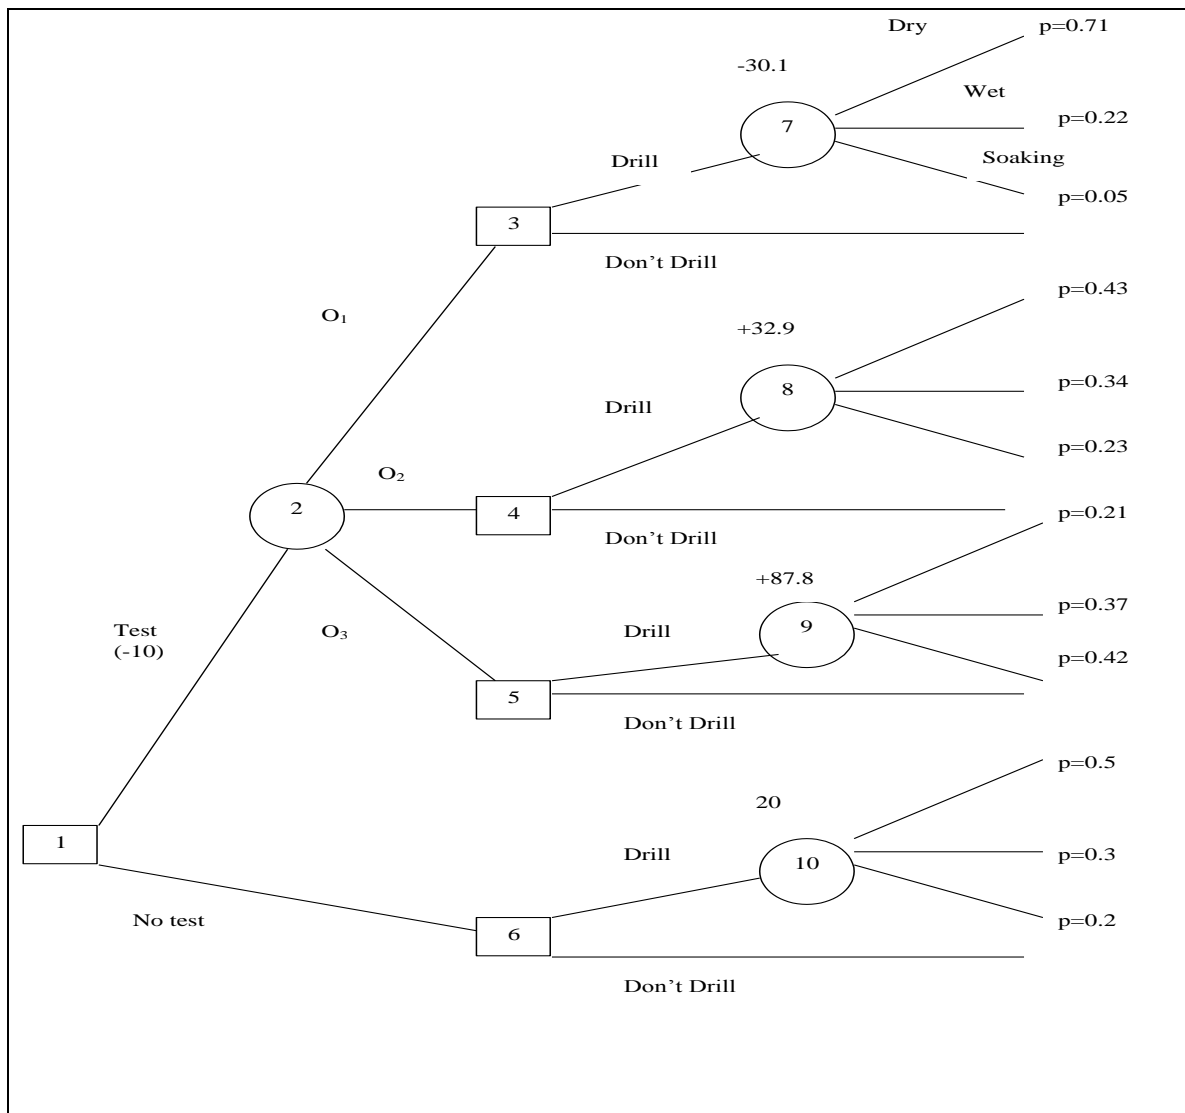 Dry p=0.71
-30.1
Wet
7 p=0.22
Drill Soaking
p=0.05
3
Don't Drill
p=0.43
O₁
+32.9
p=0.34
8
Drill
p=0.23
O₂
2 4 p=0.21
Don't Drill
+87.8
p=0.37
Test O₃ Drill 9
(-10) p=0.42
5
Don't Drill
p=0.5
20
1 Drill p=0.3
10
No test p=0.2
6
Don't Drill